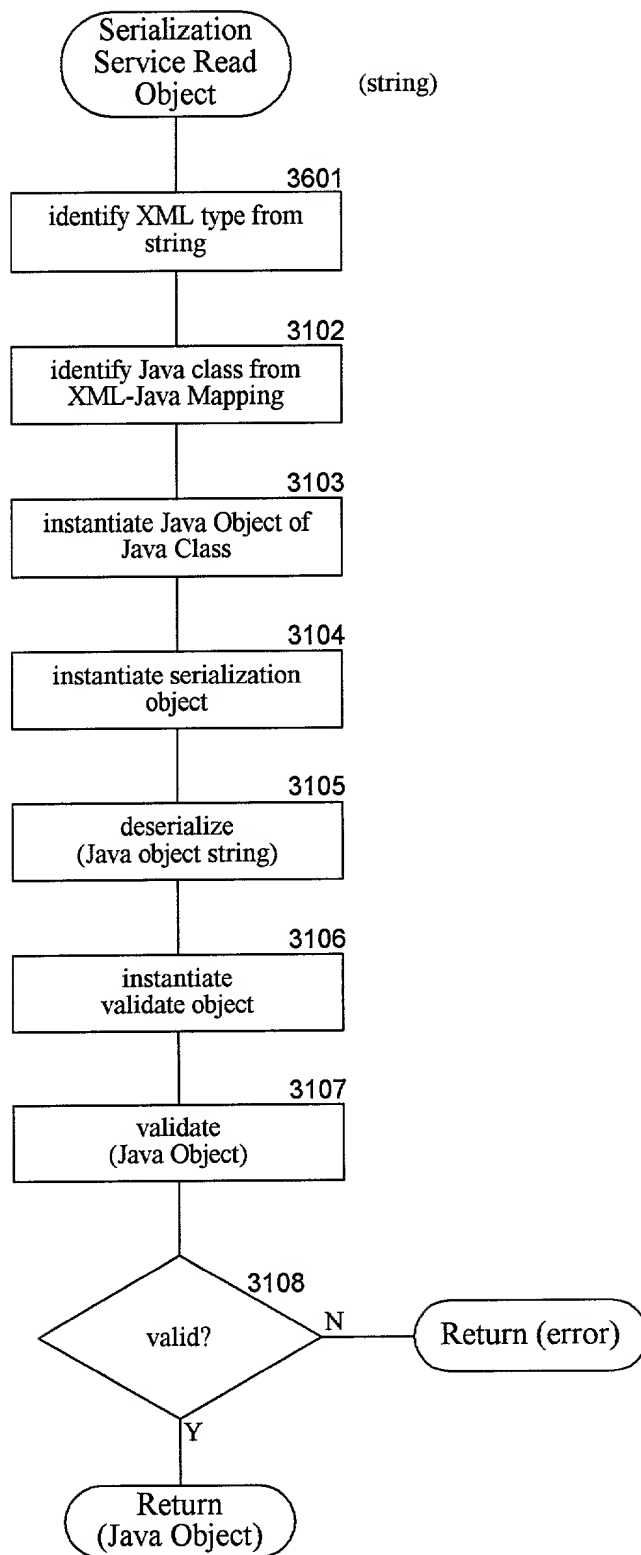 Serialization
Service Read
Object
(string)
3601
identify XML type from
string
3102
identify Java class from
XML-Java Mapping
3103
instantiate Java Object of
Java Class
3104
instantiate serialization
object
3105
deserialize
(Java object string)
3106
instantiate
validate object
3107
validate
(Java Object)
3108
valid?
N
Return (error)
Y
Return
(Java Object)